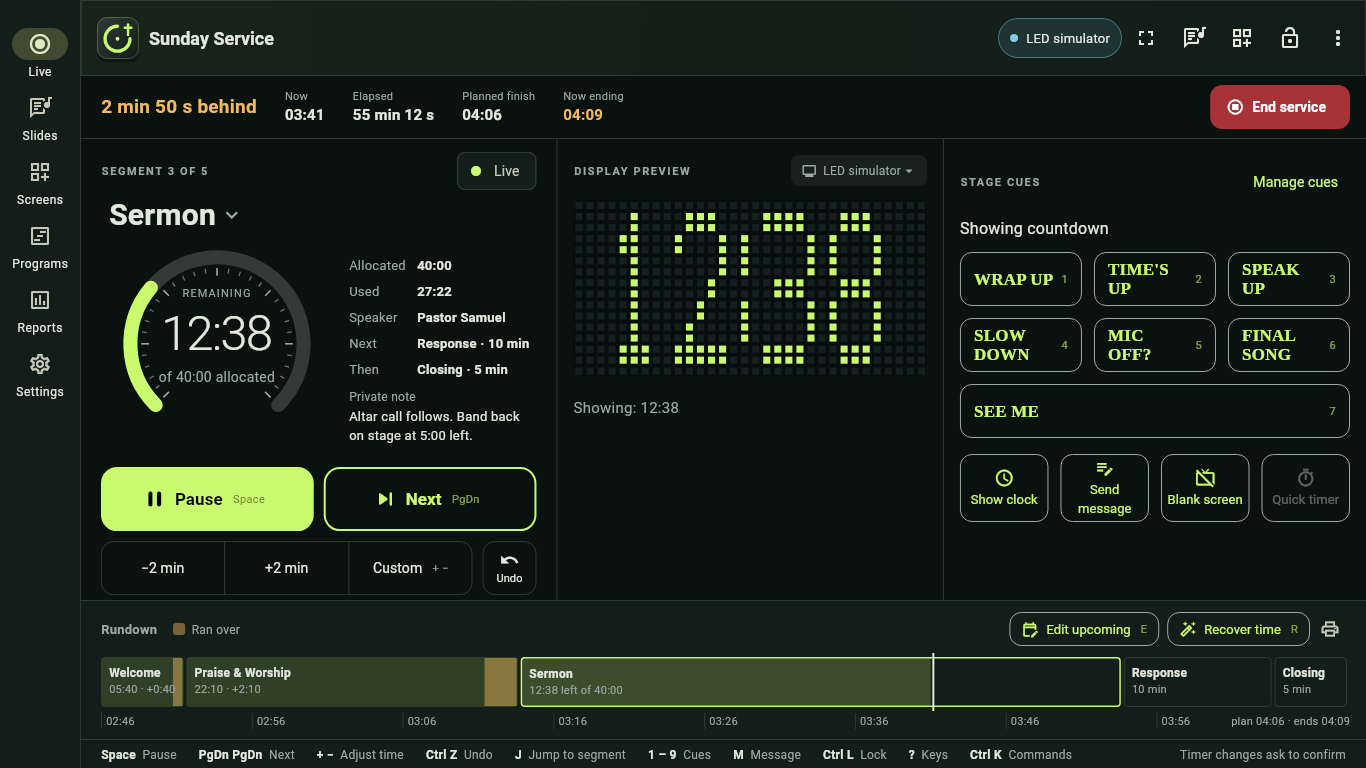 Sunday Service
LED simulator
Live
Slides
Screens
Programs
Reports
Settings
2 min 50 s behind
Now
03:41
Elapsed
55 min 12 s
Planned finish
04:06
Now ending
04:09
End service
SEGMENT 3 OF 5
Live
Sermon
REMAINING
12:38
of 40:00 allocated
Allocated 40:00
Used 27:22
Speaker Pastor Samuel
Next Response · 10 min
Then Closing · 5 min
Private note
Altar call follows. Band back
on stage at 5:00 left.
Pause Space
Next PgDn
−2 min
+2 min
Custom + −
Undo
DISPLAY PREVIEW
LED simulator
12:38
Showing: 12:38
STAGE CUES
Manage cues
Showing countdown
WRAP UP 1
TIME'S
UP 2
SPEAK
UP 3
SLOW
DOWN 4
MIC
OFF? 5
FINAL
SONG 6
SEE ME 7
Show clock
Send
message
Blank screen
Quick timer
Rundown
Ran over
Edit upcoming E
Recover time R
Welcome
05:40 · +0:40
Praise & Worship
22:10 · +2:10
Sermon
12:38 left of 40:00
Response
10 min
Closing
5 min
02:46 02:56 03:06 03:16 03:26 03:36 03:46 03:56 plan 04:06 · ends 04:09
Space Pause PgDn PgDn Next + − Adjust time Ctrl Z Undo J Jump to segment 1 – 9 Cues M Message Ctrl L Lock ? Keys Ctrl K Commands Timer changes ask to confirm